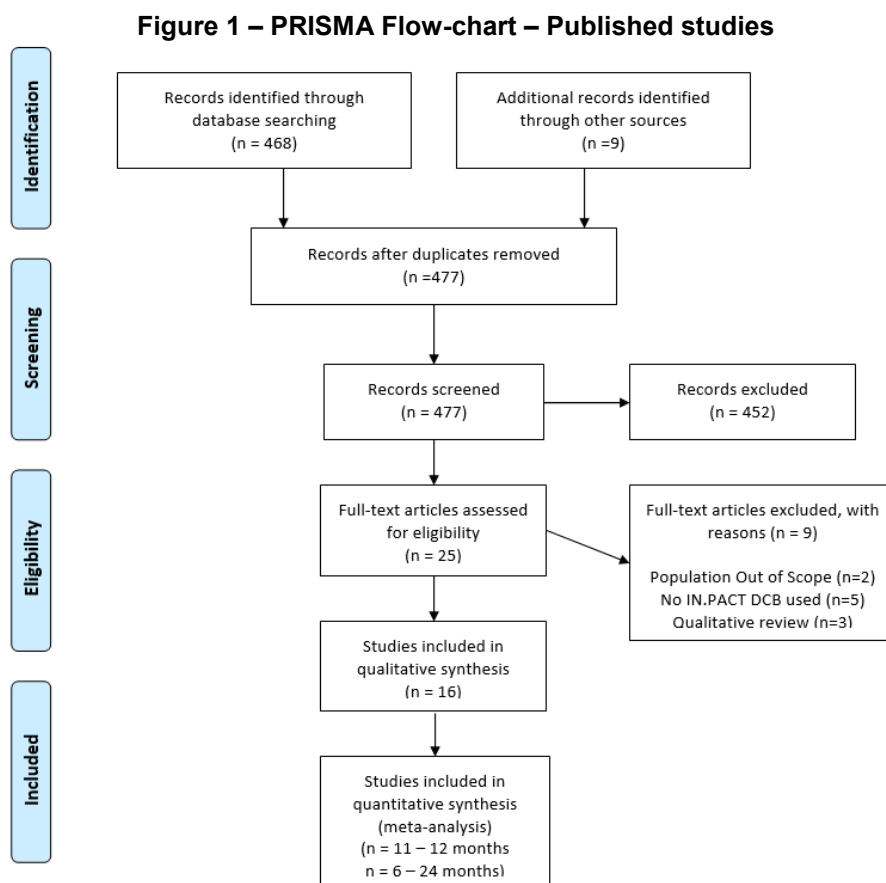 Figure 1 – PRISMA Flow-chart – Published studies
Identification
Records identified through
database searching
(n = 468)
Additional records identified
through other sources
(n =9)
Records after duplicates removed
(n =477)
Screening
Records screened
(n = 477)
Records excluded
(n = 452)
Eligibility
Full-text articles assessed
for eligibility
(n = 25)
Full-text articles excluded, with
reasons (n = 9)
Population Out of Scope (n=2)
No IN.PACT DCB used (n=5)
Qualitative review (n=3)
Studies included in
qualitative synthesis
(n = 16)
Included
Studies included in
quantitative synthesis
(meta-analysis)
(n = 11 – 12 months
n = 6 – 24 months)